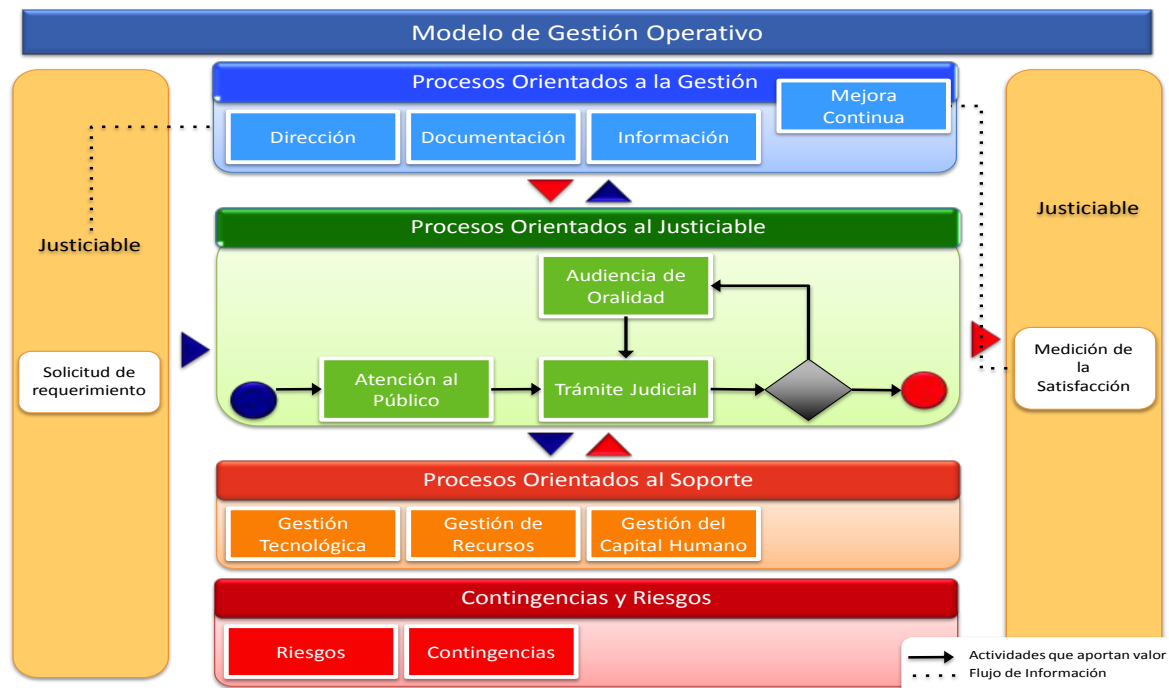 Modelo de Gestión Operativo
Justiciable
Solicitud de
requerimiento
Procesos Orientados a la Gestión
Dirección
Documentación
Información
Mejora
Continua
Procesos Orientados al Justiciable
Audiencia de
Oralidad
Atención al
Público
Trámite Judicial
Procesos Orientados al Soporte
Gestión
Tecnológica
Gestión de
Recursos
Gestión del
Capital Humano
Contingencias y Riesgos
Riesgos
Contingencias
Justiciable
Medición de
la
Satisfacción
Actividades que aportan valor
Flujo de Información